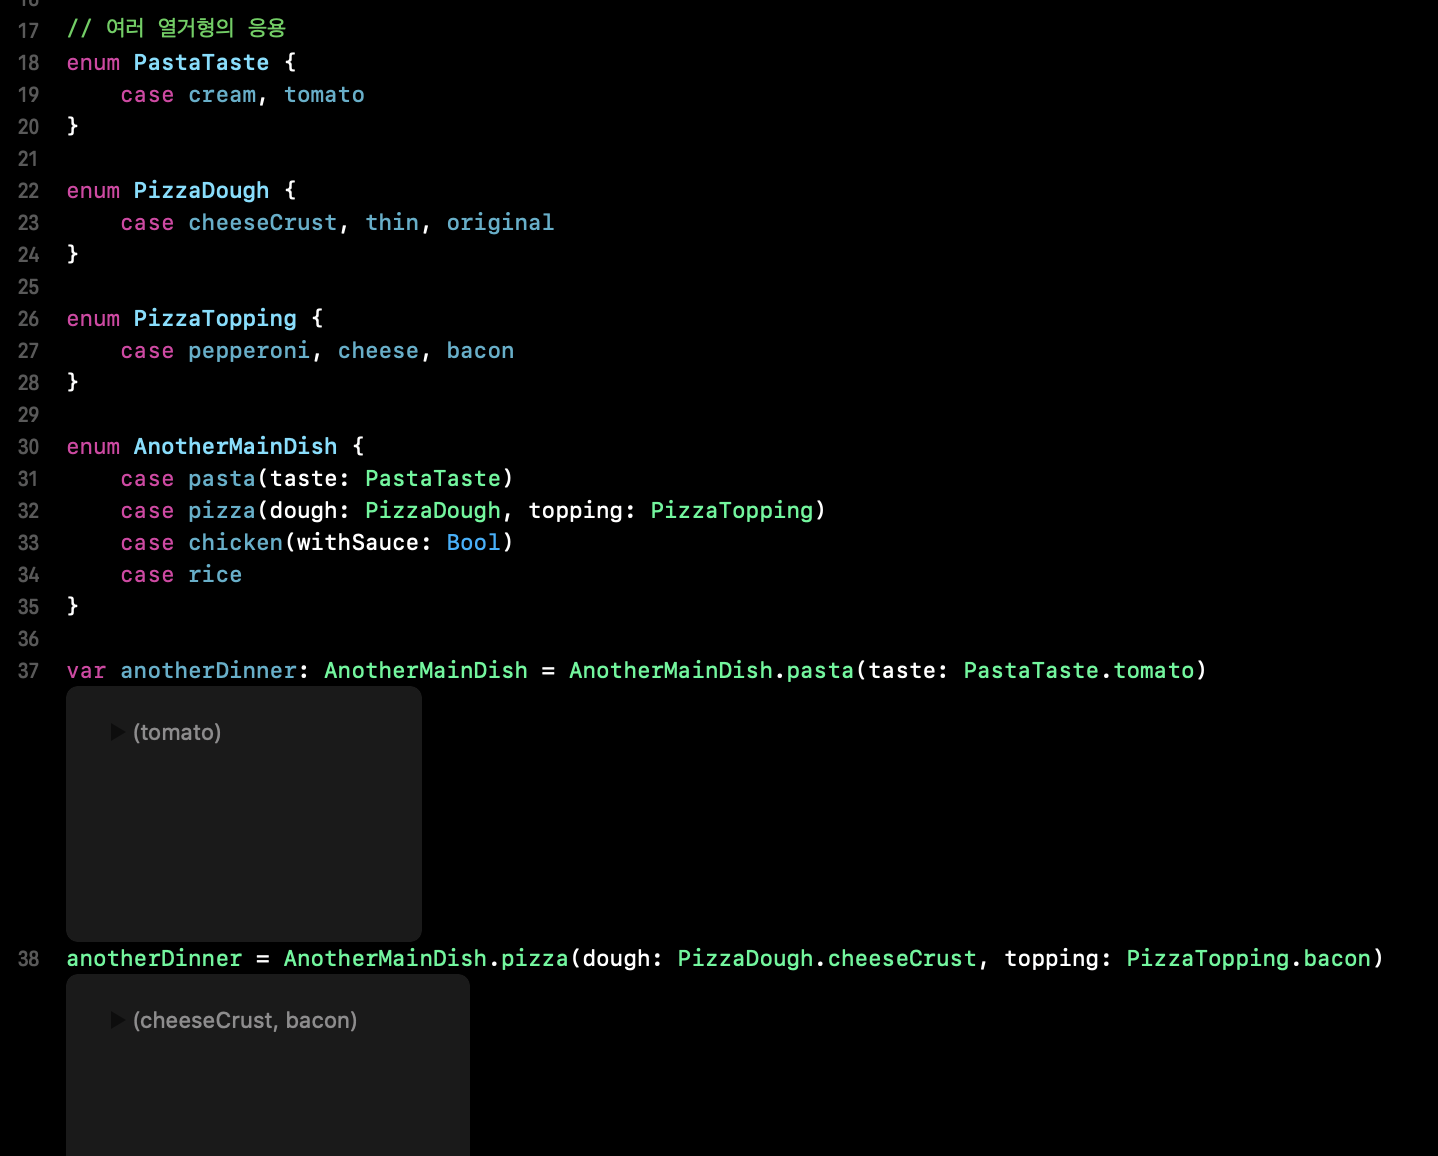 17 // 여러 열거형의 응용
18 enum PastaTaste {
19     case cream, tomato
20 }
21
22 enum PizzaDough {
23     case cheeseCrust, thin, original
24 }
25
26 enum PizzaTopping {
27     case pepperoni, cheese, bacon
28 }
29
30 enum AnotherMainDish {
31     case pasta(taste: PastaTaste)
32     case pizza(dough: PizzaDough, topping: PizzaTopping)
33     case chicken(withSauce: Bool)
34     case rice
35 }
36
37 var anotherDinner: AnotherMainDish = AnotherMainDish.pasta(taste: PastaTaste.tomato)
(tomato)
38 anotherDinner = AnotherMainDish.pizza(dough: PizzaDough.cheeseCrust, topping: PizzaTopping.bacon)
(cheeseCrust, bacon)